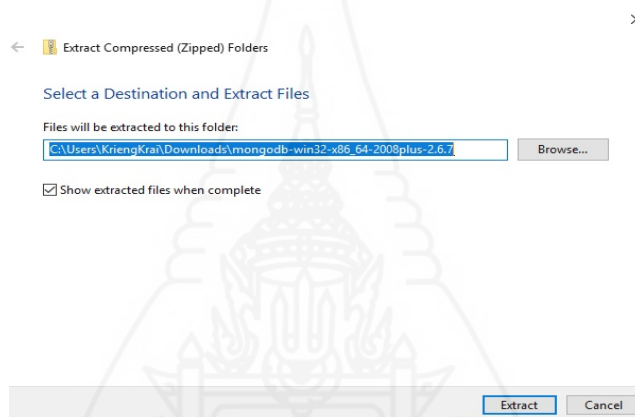 Extract Compressed (Zipped) Folders
Select a Destination and Extract Files
Files will be extracted to this folder:
C:\Users\KriengKrai\Downloads\mongodb-win32-x86_64-2008plus-2.6.7
Browse...
Show extracted files when complete
Extract
Cancel